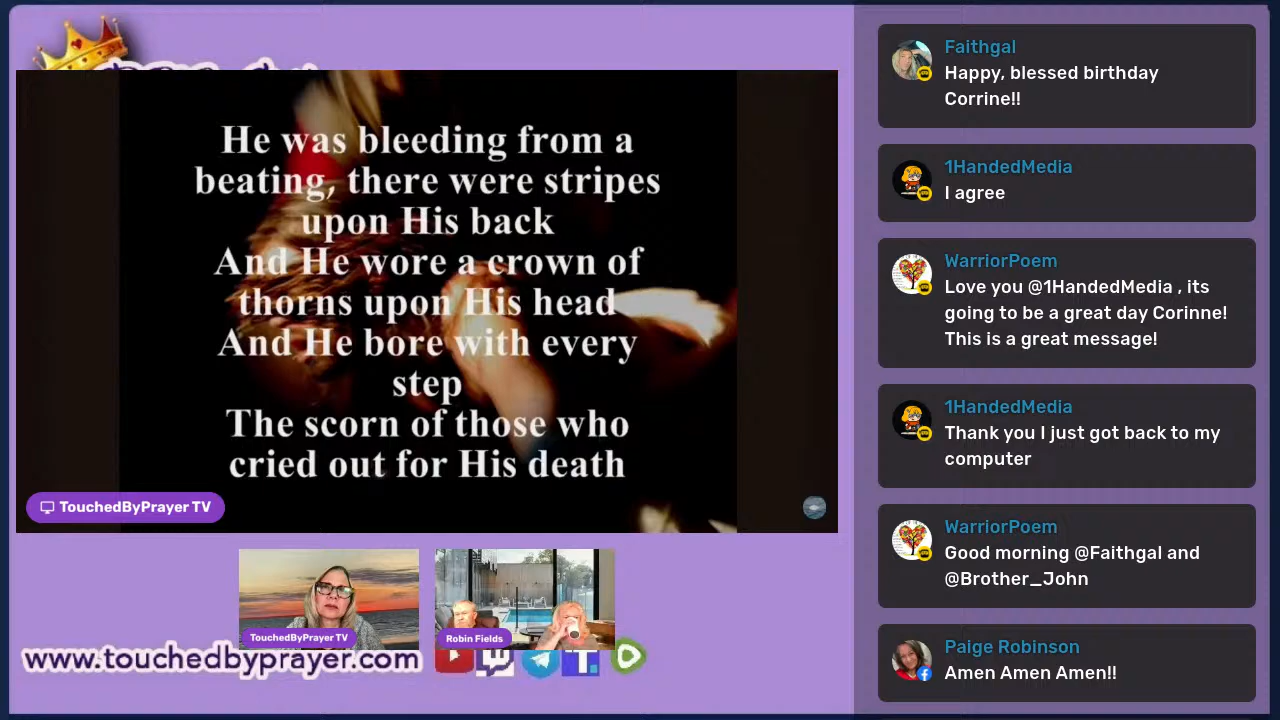 He was bleeding from a
beating, there were stripes
upon His back
And He wore a crown of
thorns upon His head
And He bore with every
step
The scorn of those who
cried out for His death
TouchedByPrayer TV
TouchedByPrayer TV
Robin Fields
www.touchedbyprayer.com
Faithgal
Happy, blessed birthday
Corrine!!
1HandedMedia
I agree
WarriorPoem
Love you @1HandedMedia , its
going to be a great day Corinne!
This is a great message!
1HandedMedia
Thank you I just got back to my
computer
WarriorPoem
Good morning @Faithgal and
@Brother_John
Paige Robinson
Amen Amen Amen!!